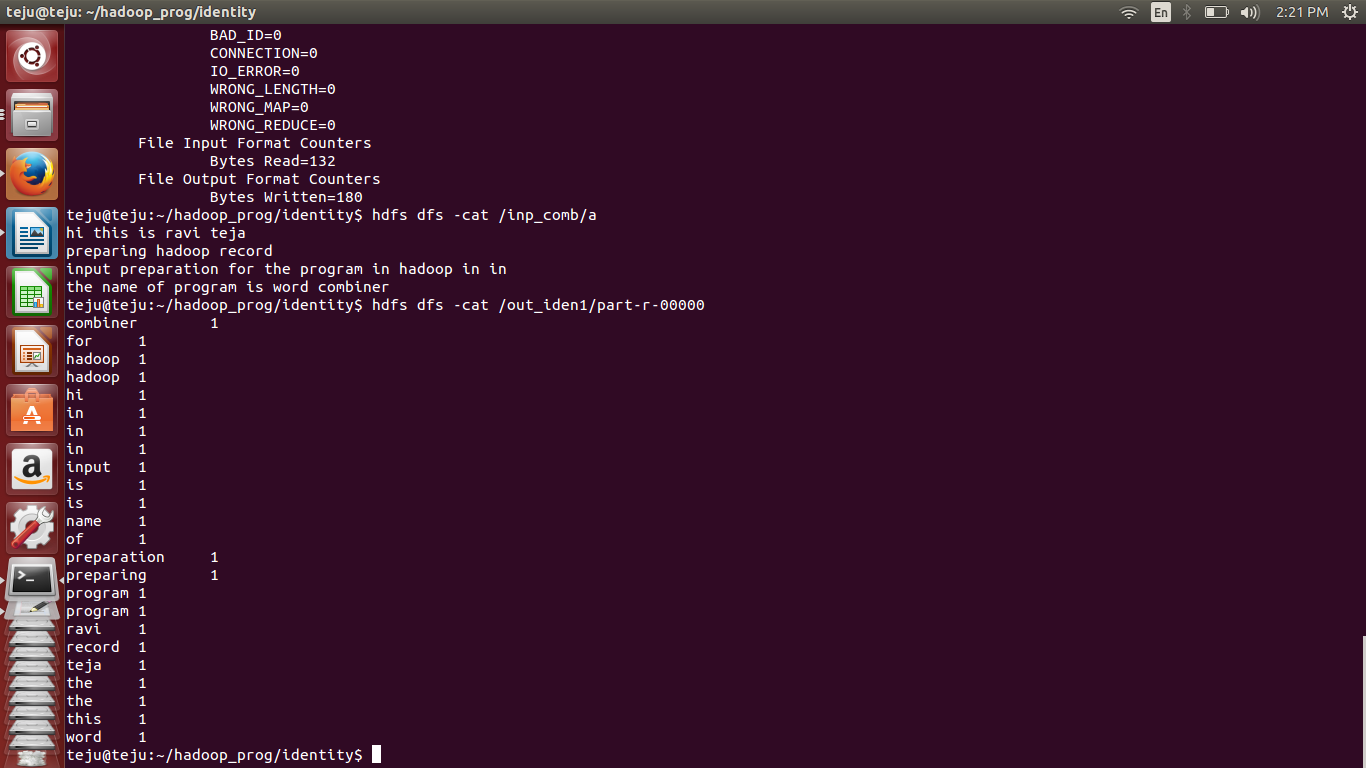 teju@teju: ~/hadoop_prog/identity
En
2:21 PM
BAD_ID=0
CONNECTION=0
IO_ERROR=0
WRONG_LENGTH=0
WRONG_MAP=0
WRONG_REDUCE=0
File Input Format Counters
Bytes Read=132
File Output Format Counters
Bytes Written=180
teju@teju:~/hadoop_prog/identity$ hdfs dfs -cat /inp_comb/a
hi this is ravi teja
preparing hadoop record
input preparation for the program in hadoop in in
the name of program is word combiner
teju@teju:~/hadoop_prog/identity$ hdfs dfs -cat /out_iden1/part-r-00000
combiner	1
for	1
hadoop	1
hadoop	1
hi	1
in	1
in	1
in	1
input	1
is	1
is	1
name	1
of	1
preparation	1
preparing	1
program	1
program	1
ravi	1
record	1
teja	1
the	1
the	1
this	1
word	1
teju@teju:~/hadoop_prog/identity$